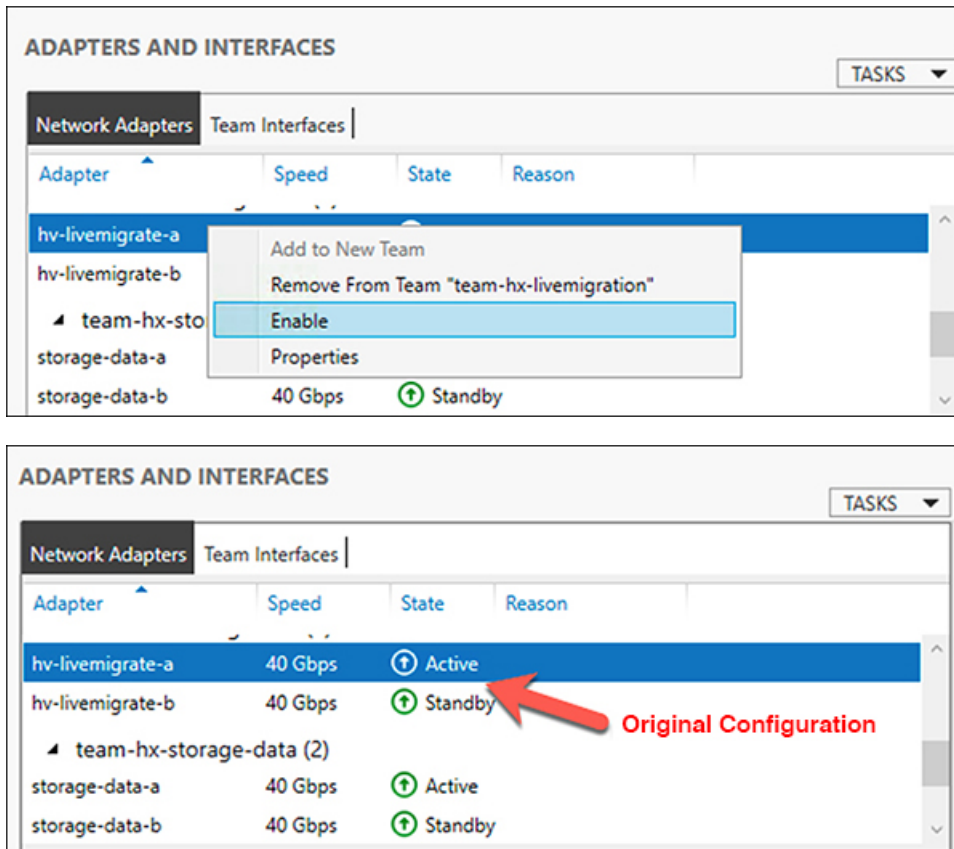 ADAPTERS AND INTERFACES
TASKS
Network Adapters Team Interfaces
Adapter Speed State Reason
hv-livemigrate-a
Add to New Team
hv-livemigrate-b
Remove From Team "team-hx-livemigration"
team-hx-sto Enable
storage-data-a Properties
storage-data-b 40 Gbps Standby
ADAPTERS AND INTERFACES
TASKS
Network Adapters Team Interfaces
Adapter Speed State Reason
hv-livemigrate-a 40 Gbps Active
hv-livemigrate-b 40 Gbps Standby
Original Configuration
team-hx-storage-data (2)
storage-data-a 40 Gbps Active
storage-data-b 40 Gbps Standby